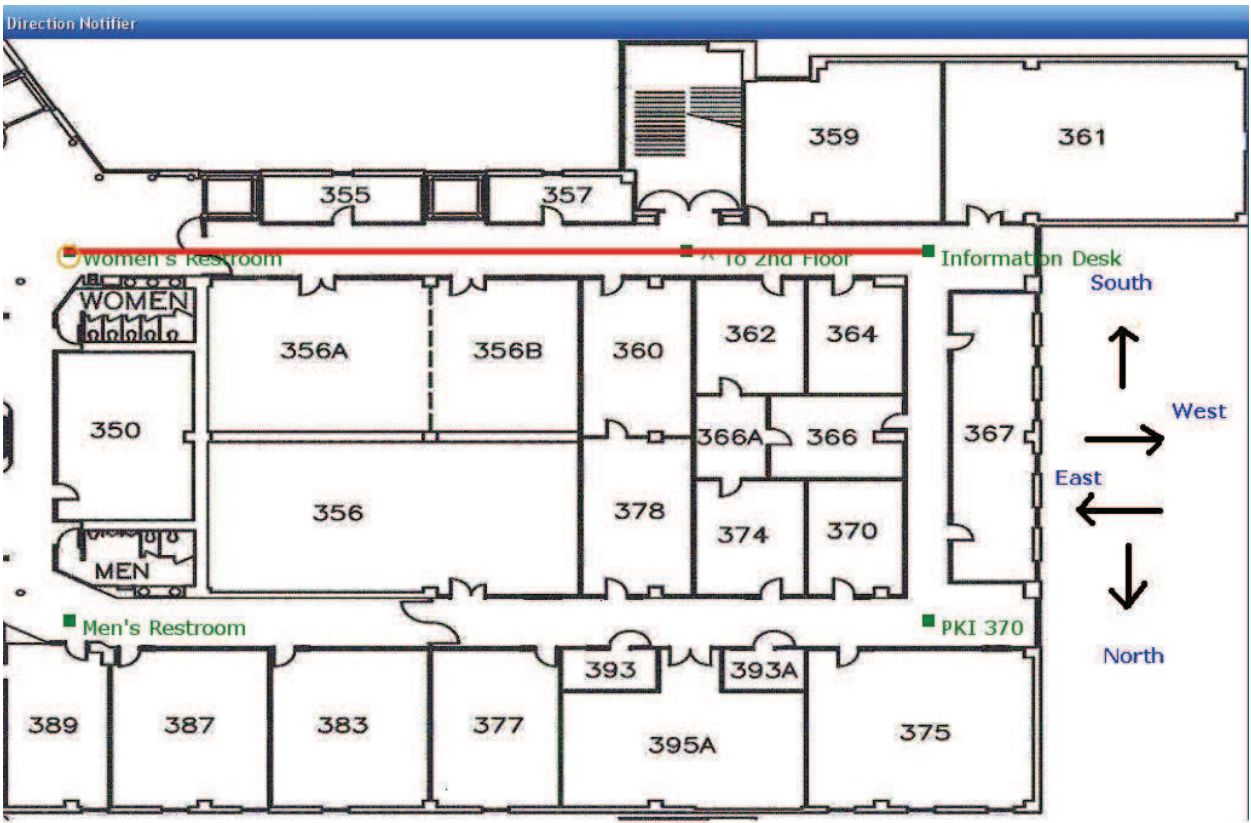 Direction Notifier
359
361
355
357
Women's Restroom
^ To 2nd Floor
Information Desk
South
WOMEN
356A
356B
360
362
364
West
350
366A
366
367
East
356
378
374
370
MEN
Men's Restroom
PKI 370
North
393
393A
389
387
383
377
395A
375